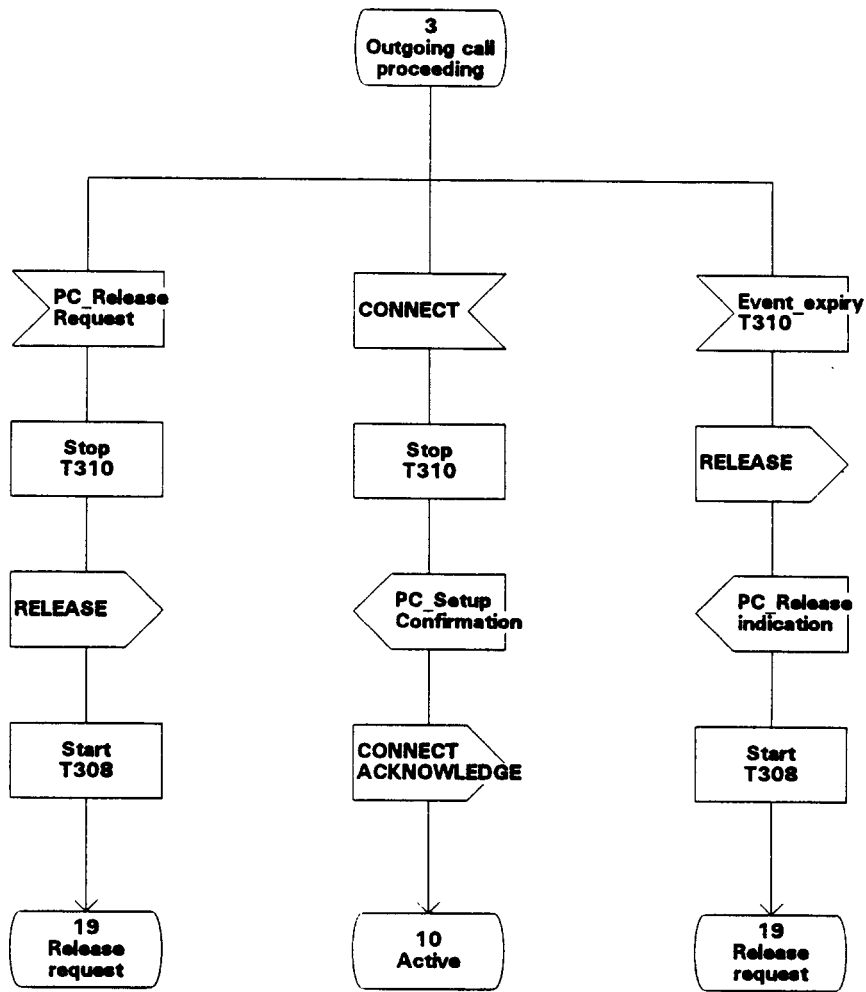 3
Outgoing call
proceeding
PC_Release
Request
CONNECT
Event_expiry
T310
Stop
T310
Stop
T310
RELEASE
RELEASE
PC_Setup
Confirmation
PC_Release
indication
Start
T308
CONNECT
ACKNOWLEDGE
Start
T308
19
Release
request
10
Active
19
Release
request